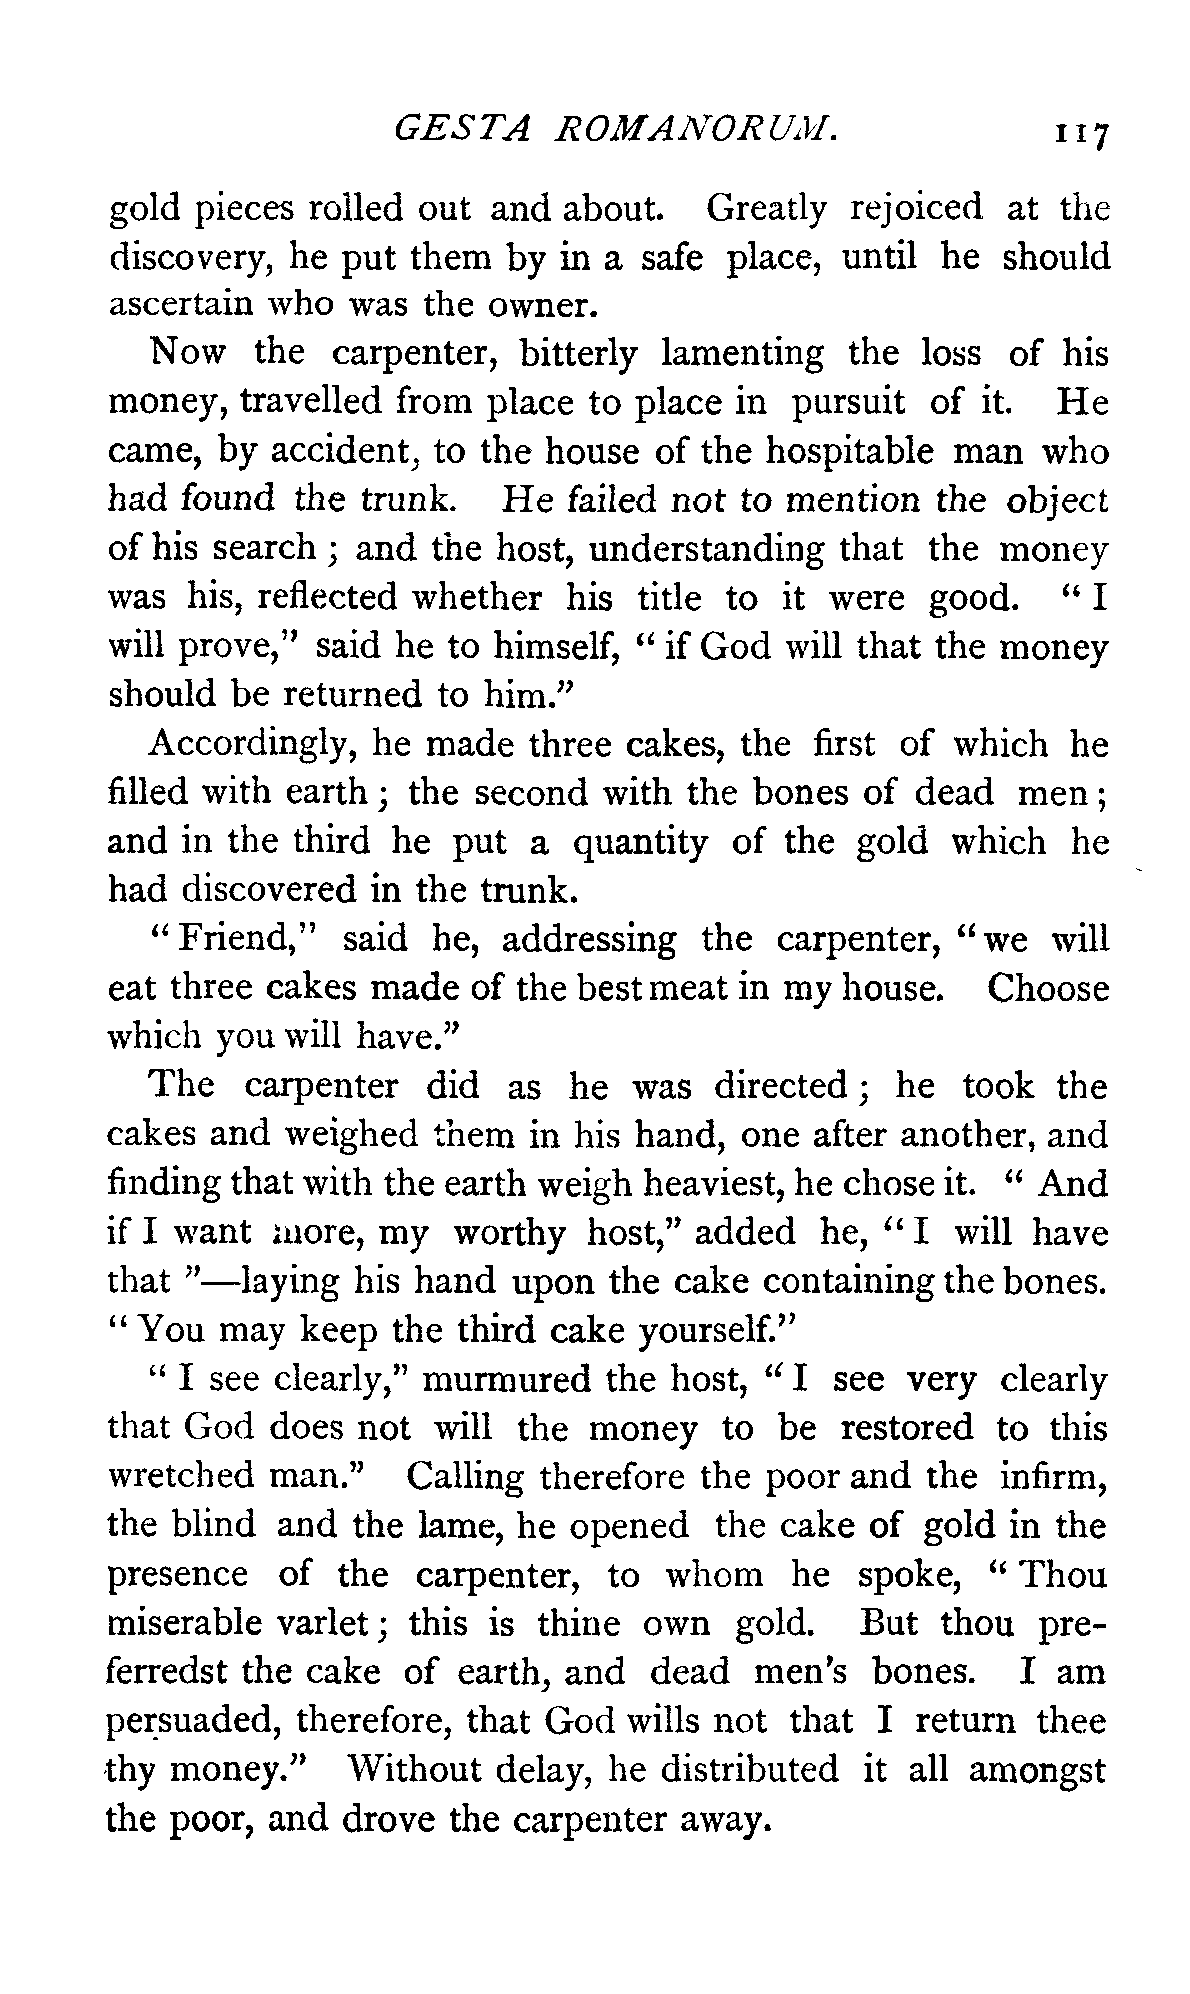 GESTA ROMANORUM. 117
gold pieces rolled out and about. Greatly rejoiced at the
discovery, he put them by in a safe place, until he should
ascertain who was the owner.
Now the carpenter, bitterly lamenting the loss of his
money, travelled from place to place in pursuit of it. He
came, by accident, to the house of the hospitable man who
had found the trunk. He failed not to mention the object
of his search ; and the host, understanding that the money
was his, reflected whether his title to it were good. " I
will prove," said he to himself, " if God will that the money
should be returned to him."
Accordingly, he made three cakes, the first of which he
filled with earth ; the second with the bones of dead men ;
and in the third he put a quantity of the gold which he
had discovered in the trunk.
" Friend," said he, addressing the carpenter, " we will
eat three cakes made of the best meat in my house. Choose
which you will have."
The carpenter did as he was directed ; he took the
cakes and weighed them in his hand, one after another, and
finding that with the earth weigh heaviest, he chose it. " And
if I want more, my worthy host," added he, " I will have
that "—laying his hand upon the cake containing the bones.
" You may keep the third cake yourself."
" I see clearly," murmured the host, " I see very clearly
that God does not will the money to be restored to this
wretched man." Calling therefore the poor and the infirm,
the blind and the lame, he opened the cake of gold in the
presence of the carpenter, to whom he spoke, " Thou
miserable varlet ; this is thine own gold. But thou pre-
ferredst the cake of earth, and dead men's bones. I am
persuaded, therefore, that God wills not that I return thee
thy money." Without delay, he distributed it all amongst
the poor, and drove the carpenter away.